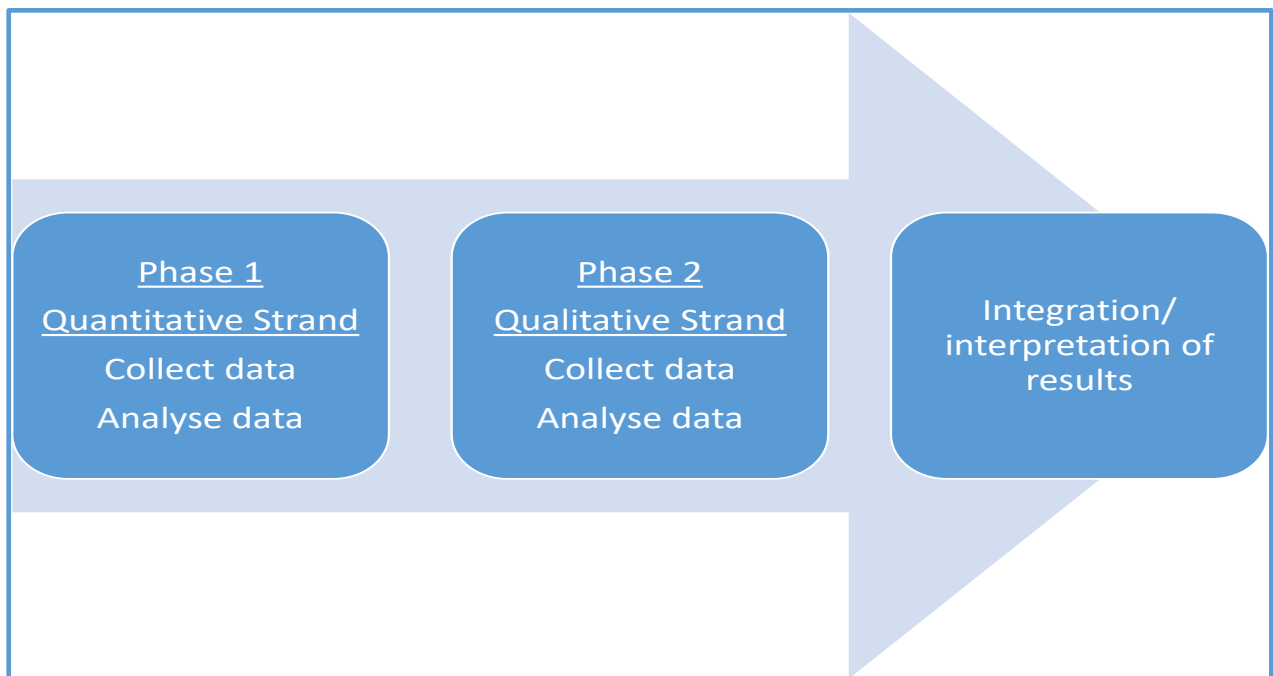 Phase 1
Quantitative Strand
Collect data
Analyse data
Phase 2
Qualitative Strand
Collect data
Analyse data
Integration/
interpretation of
results